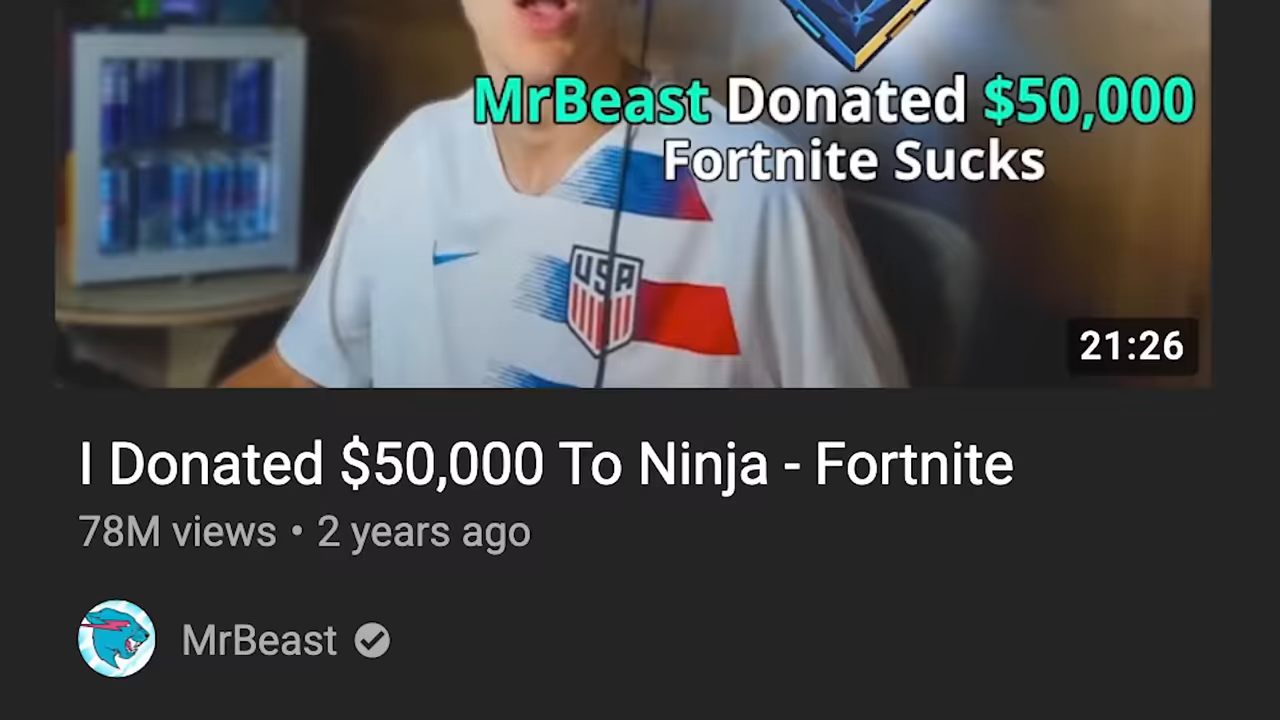 MrBeast Donated $50,000
Fortnite Sucks
USA
21:26
I Donated $50,000 To Ninja - Fortnite
78M views • 2 years ago
MrBeast